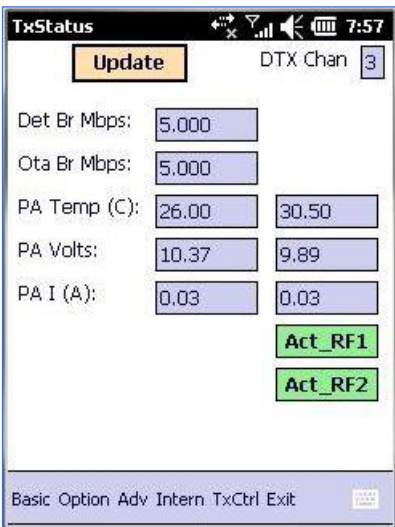 TxStatus 7:57
Update DTX Chan 3
Det Br Mbps: 5.000
Ota Br Mbps: 5.000
PA Temp (C): 26.00 30.50
PA Volts: 10.37 9.89
PA I (A): 0.03 0.03
Act_RF1
Act_RF2
Basic Option Adv Intern TxCtrl Exit